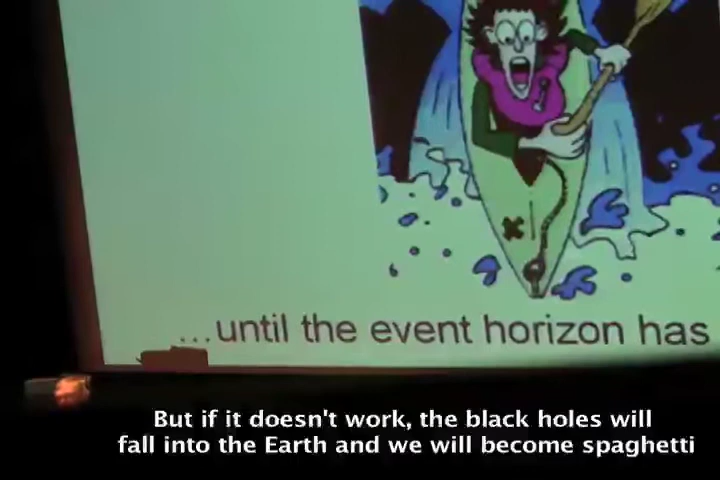 ...until the event horizon has
But if it doesn't work, the black holes will
fall into the Earth and we will become spaghetti